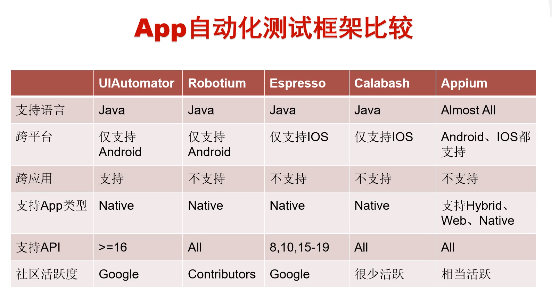 App自动化测试框架比较
UIAutomator Robotium Espresso Calabash Appium
支持语言 Java Java Java Java Almost All
跨平台 仅支持Android 仅支持Android 仅支持IOS 仅支持IOS Android、IOS都支持
跨应用 支持 不支持 不支持 不支持 不支持
支持App类型 Native Native Native Native 支持Hybrid、Web、Native
支持API >=16 All 8,10,15-19 All All
社区活跃度 Google Contributors Google 很少活跃 相当活跃